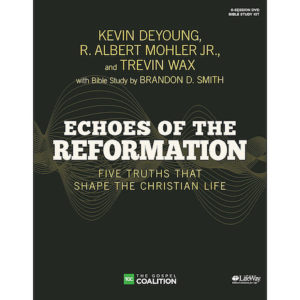 KEVIN DEYOUNG,
6-SESSION DVD
BIBLE STUDY KIT
R. ALBERT MOHLER JR.,
and TREVIN WAX
with Bible Study by BRANDON D. SMITH
ECHOES OF THE
REFORMATION
FIVE TRUTHS THAT
SHAPE THE CHRISTIAN LIFE
TGC
THE GOSPEL
COALITION
LifeWay